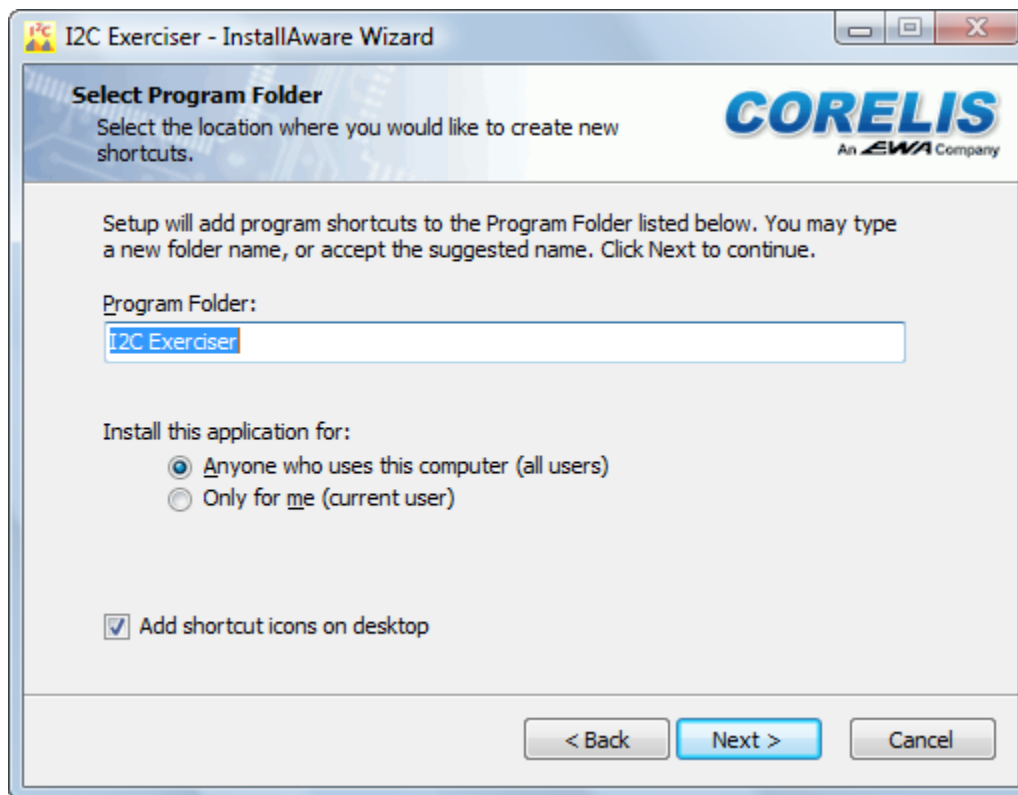 I2C Exerciser - InstallAware Wizard
Select Program Folder
Select the location where you would like to create new
shortcuts.
CORELIS
An EWA Company
Setup will add program shortcuts to the Program Folder listed below. You may type
a new folder name, or accept the suggested name. Click Next to continue.
Program Folder:
I2C Exerciser
Install this application for:
Anyone who uses this computer (all users)
Only for me (current user)
Add shortcut icons on desktop
< Back
Next >
Cancel